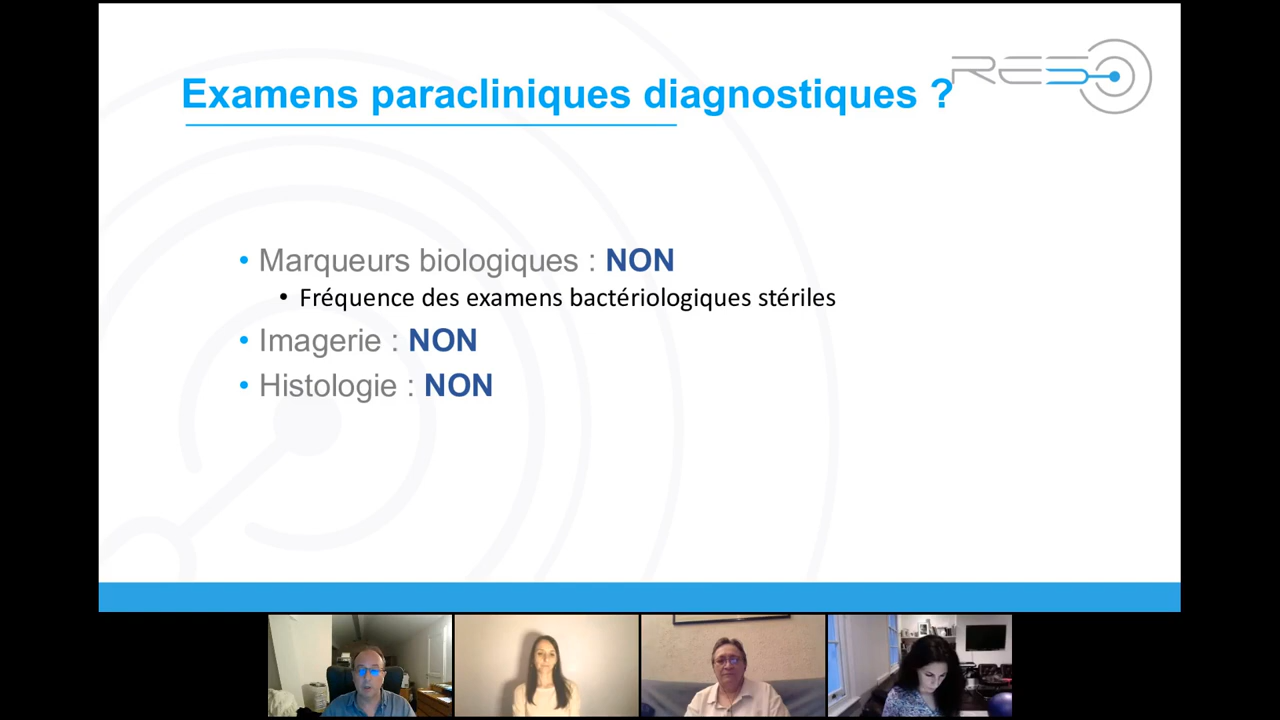 Examens paracliniques diagnostiques ?
RESO
• Marqueurs biologiques : NON
• Fréquence des examens bactériologiques stériles
• Imagerie : NON
• Histologie : NON